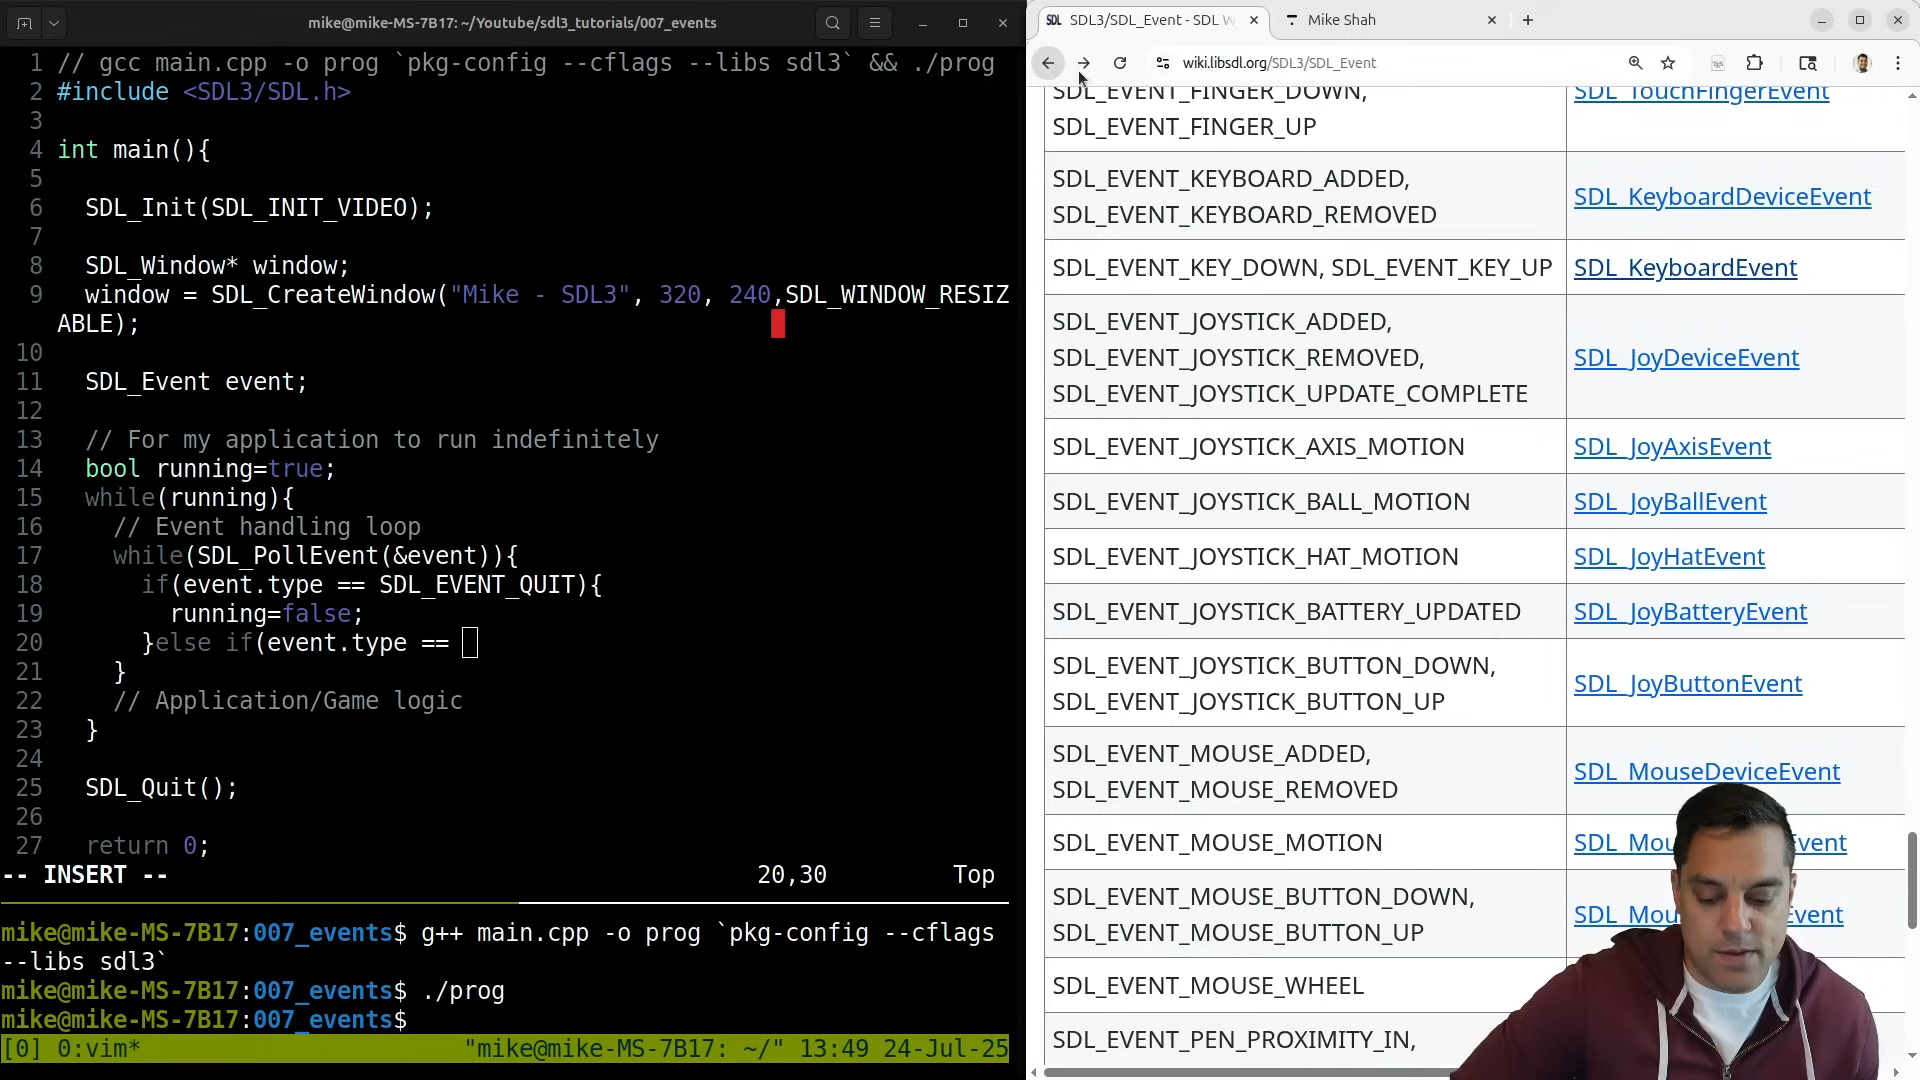 mike@mike-MS-7B17: ~/Youtube/sdl3_tutorials/007_events
1 // gcc main.cpp -o prog `pkg-config --cflags --libs sdl3` && ./prog
2 #include <SDL3/SDL.h>
3
4 int main(){
5
6 SDL_Init(SDL_INIT_VIDEO);
7
8 SDL_Window* window;
9 window = SDL_CreateWindow("Mike - SDL3", 320, 240,SDL_WINDOW_RESIZ
ABLE);
10
11 SDL_Event event;
12
13 // For my application to run indefinitely
14 bool running=true;
15 while(running){
16 // Event handling loop
17 while(SDL_PollEvent(&event)){
18 if(event.type == SDL_EVENT_QUIT){
19 running=false;
20 }else if(event.type ==
21 }
22 // Application/Game logic
23 }
24
25 SDL_Quit();
26
27 return 0;
-- INSERT -- 20,30 Top
mike@mike-MS-7B17:007_events$ g++ main.cpp -o prog `pkg-config --cflags
--libs sdl3`
mike@mike-MS-7B17:007_events$ ./prog
mike@mike-MS-7B17:007_events$
[0] 0:vim* "mike@mike-MS-7B17: ~/" 13:49 24-Jul-25
SDL SDL3/SDL_Event - SDL W
Mike Shah
wiki.libsdl.org/SDL3/SDL_Event
SDL_EVENT_FINGER_DOWN, SDL_TouchFingerEvent
SDL_EVENT_FINGER_UP
SDL_EVENT_KEYBOARD_ADDED,
SDL_EVENT_KEYBOARD_REMOVED SDL_KeyboardDeviceEvent
SDL_EVENT_KEY_DOWN, SDL_EVENT_KEY_UP SDL_KeyboardEvent
SDL_EVENT_JOYSTICK_ADDED,
SDL_EVENT_JOYSTICK_REMOVED, SDL_JoyDeviceEvent
SDL_EVENT_JOYSTICK_UPDATE_COMPLETE
SDL_EVENT_JOYSTICK_AXIS_MOTION SDL_JoyAxisEvent
SDL_EVENT_JOYSTICK_BALL_MOTION SDL_JoyBallEvent
SDL_EVENT_JOYSTICK_HAT_MOTION SDL_JoyHatEvent
SDL_EVENT_JOYSTICK_BATTERY_UPDATED SDL_JoyBatteryEvent
SDL_EVENT_JOYSTICK_BUTTON_DOWN,
SDL_EVENT_JOYSTICK_BUTTON_UP SDL_JoyButtonEvent
SDL_EVENT_MOUSE_ADDED,
SDL_EVENT_MOUSE_REMOVED SDL_MouseDeviceEvent
SDL_EVENT_MOUSE_MOTION SDL_Mou vent
SDL_EVENT_MOUSE_BUTTON_DOWN,
SDL_EVENT_MOUSE_BUTTON_UP SDL_Mou vent
SDL_EVENT_MOUSE_WHEEL
SDL_EVENT_PEN_PROXIMITY_IN,